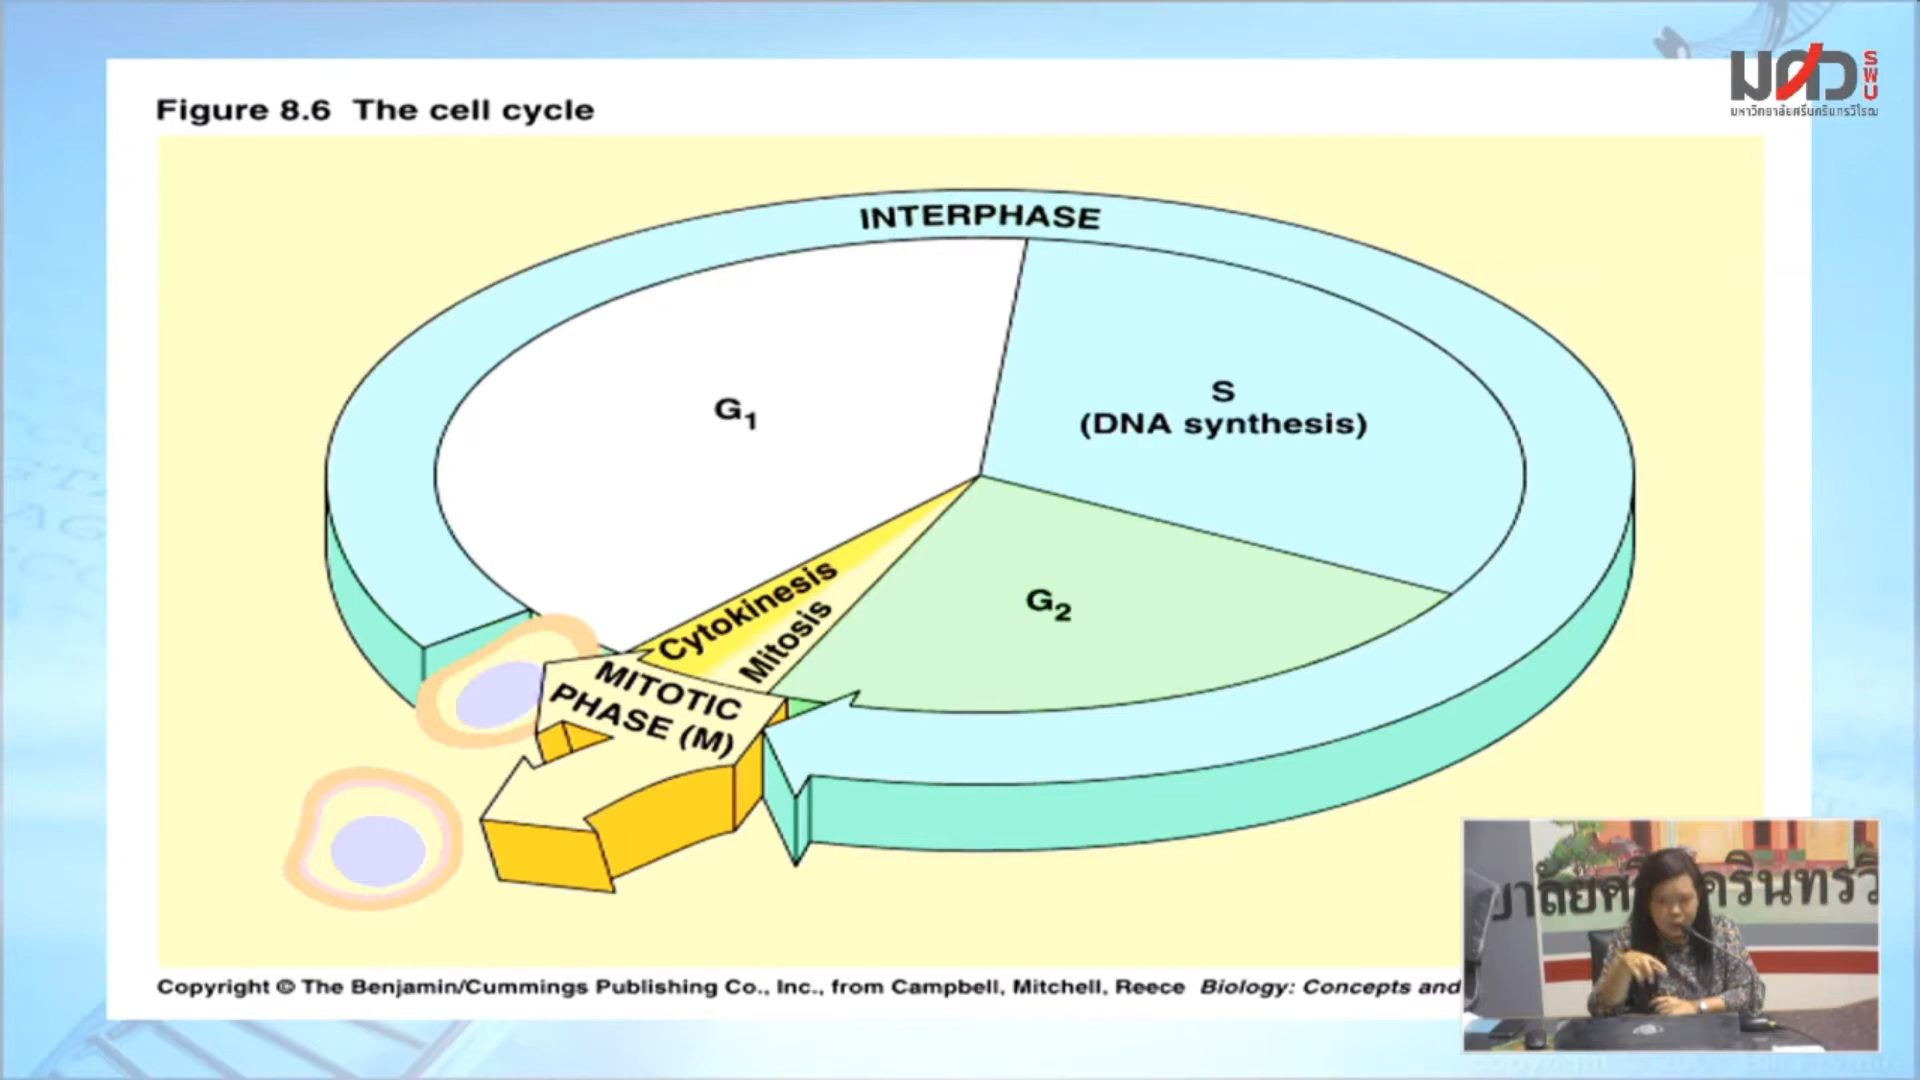 Figure 8.6 The cell cycle
มศว
SWU
มหาวิทยาลัยศรีนครินทรวิโรฒ
INTERPHASE
G1
S
(DNA synthesis)
G2
Cytokinesis
Mitosis
MITOTIC
PHASE (M)
Copyright © The Benjamin/Cummings Publishing Co., Inc., from Campbell, Mitchell, Reece Biology: Concepts and